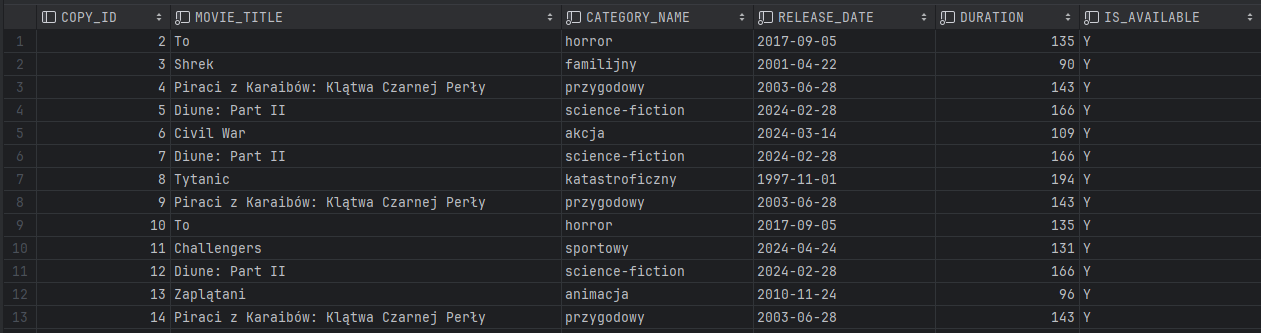 COPY_ID MOVIE_TITLE CATEGORY_NAME RELEASE_DATE DURATION IS_AVAILABLE
1 2 To horror 2017-09-05 135 Y
2 3 Shrek familijny 2001-04-22 90 Y
3 4 Piraci z Karaibów: Klątwa Czarnej Perły przygodowy 2003-06-28 143 Y
4 5 Diune: Part II science-fiction 2024-02-28 166 Y
5 6 Civil War akcja 2024-03-14 109 Y
6 7 Diune: Part II science-fiction 2024-02-28 166 Y
7 8 Tytanic katastroficzny 1997-11-01 194 Y
8 9 Piraci z Karaibów: Klątwa Czarnej Perły przygodowy 2003-06-28 143 Y
9 10 To horror 2017-09-05 135 Y
10 11 Challengers sportowy 2024-04-24 131 Y
11 12 Diune: Part II science-fiction 2024-02-28 166 Y
12 13 Zaplątani animacja 2010-11-24 96 Y
13 14 Piraci z Karaibów: Klątwa Czarnej Perły przygodowy 2003-06-28 143 Y